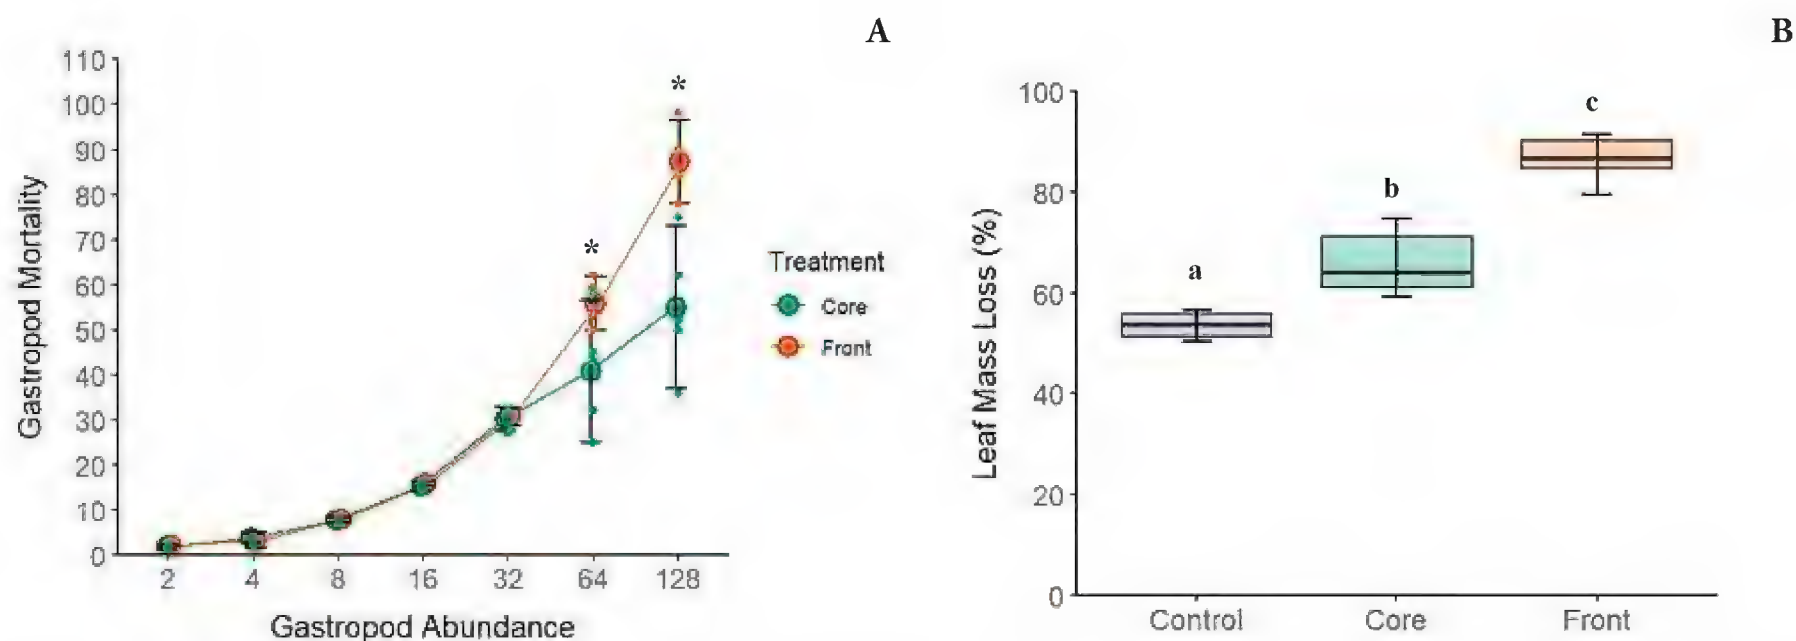 A
110
100
90
80
70
60
50
40
30
20
10
0
Gastropod Mortality
*
*
2 4 8 16 32 64 128
Gastropod Abundance
Treatment
Core
Front
B
100
80
60
40
20
0
Leaf Mass Loss (%)
a
b
c
Control Core Front